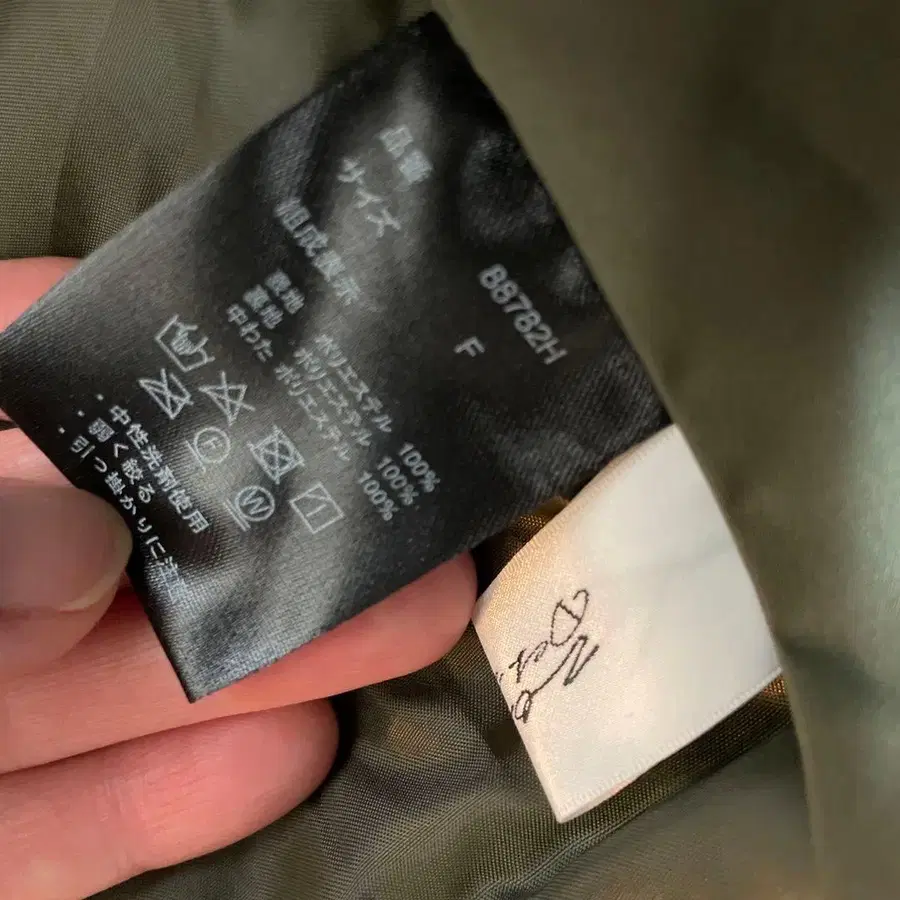 品番 88782H
サイズ F
組成表示
表地 ポリエステル 100%
裏地 ポリエステル 100%
中わた ポリエステル 100%
F
W
・中性洗剤使用
・弱く絞る
・引っ掛かりに注